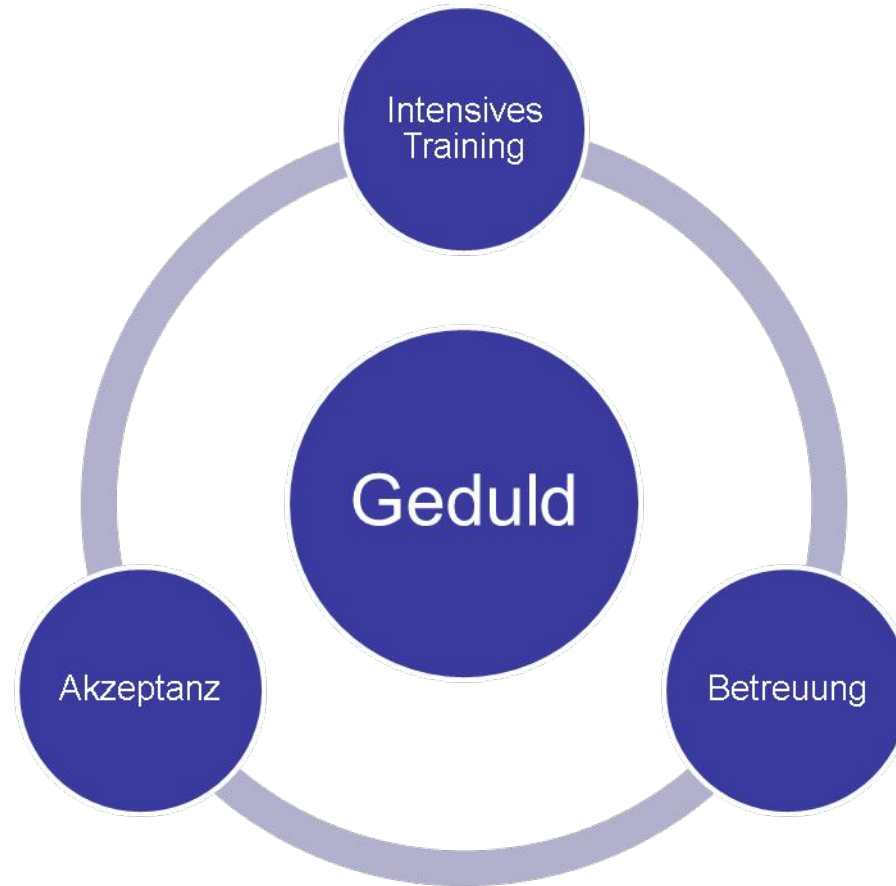 Intensives
Training
Geduld
Akzeptanz
Betreuung